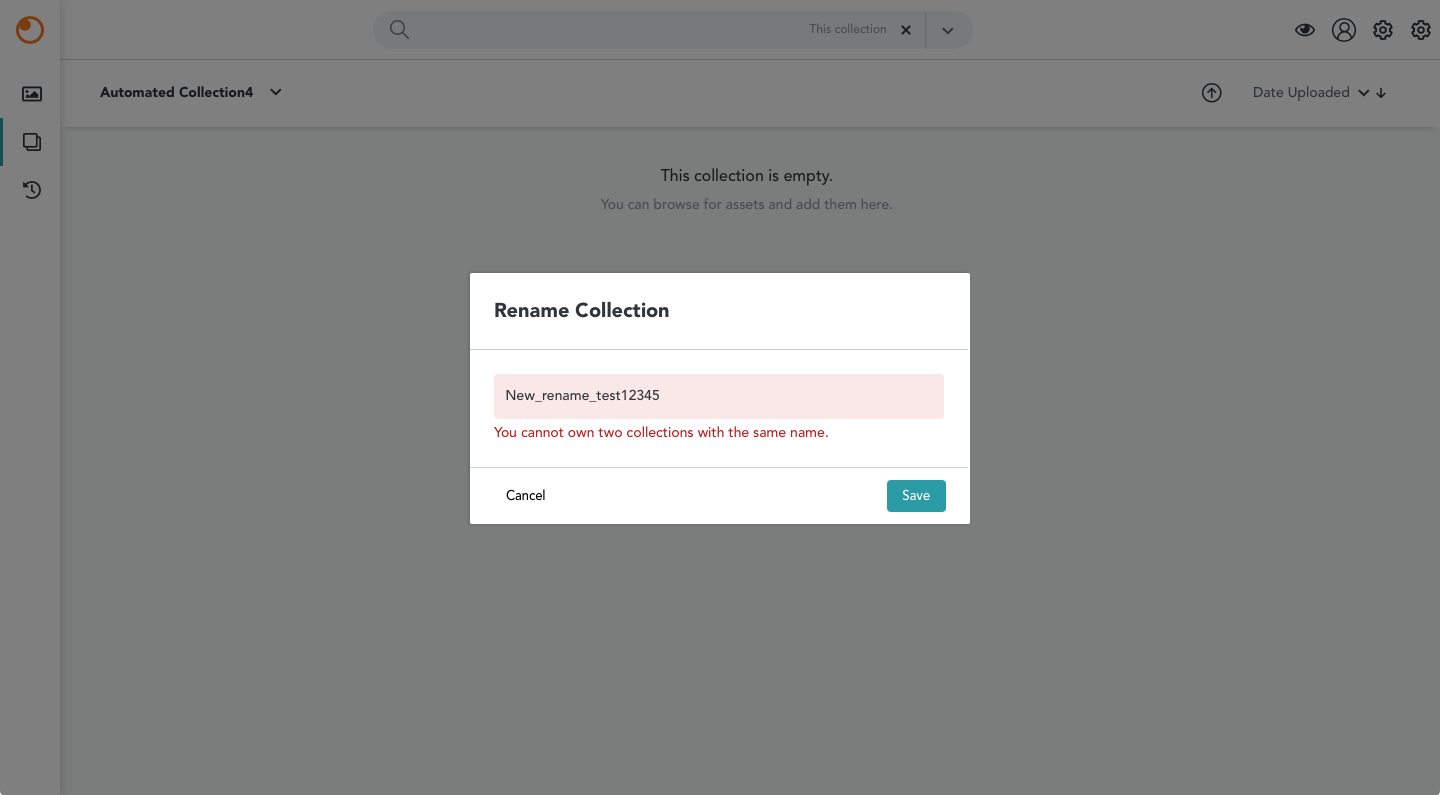 This collection
Automated Collection4
Date Uploaded
This collection is empty.
You can browse for assets and add them here.
Rename Collection
New_rename_test12345
You cannot own two collections with the same name.
Cancel
Save